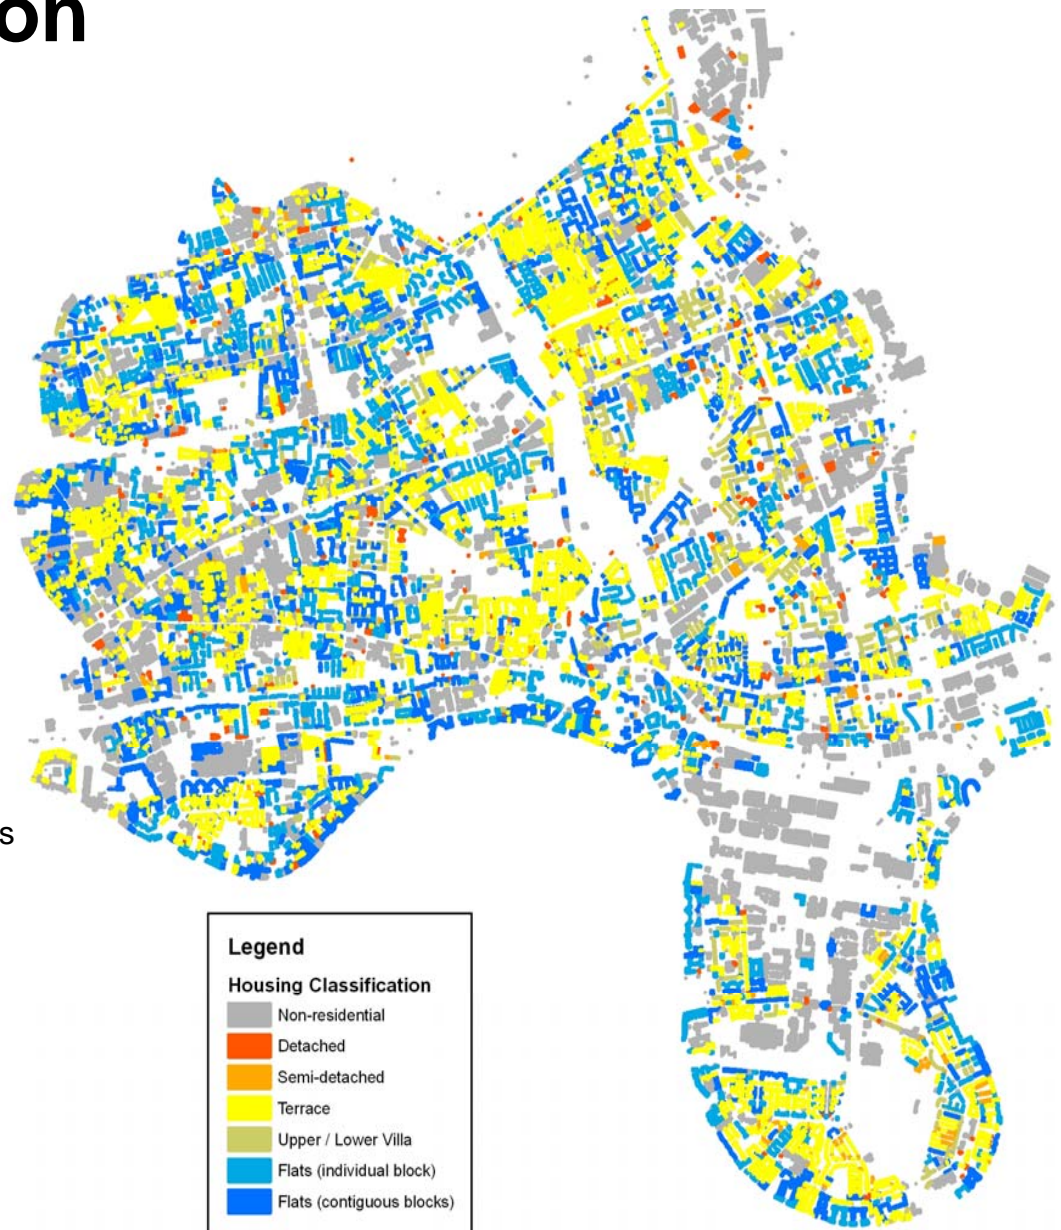 on
s
Legend
Housing Classification
Non-residential
Detached
Semi-detached
Terrace
Upper / Lower Villa
Flats (individual block)
Flats (contiguous blocks)